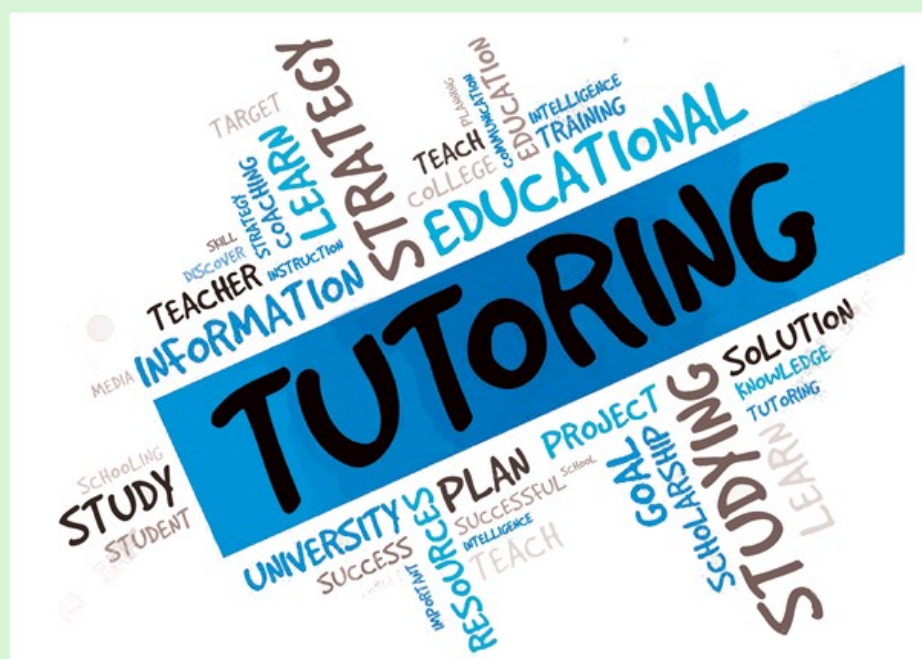 TARGET
STRATEGY
LEARN
COACHING
STRATEGY
SKILL
DISCOVER
TEACHER
INSTRUCTION
INFORMATION
MEDIA
PLANNING
COMMUNICATION
EDUCATION
INTELLIGENCE
TRAINING
TEACH
COLLEGE
EDUCATIONAL
TUTORING
SCHOOLING
STUDY
STUDENT
UNIVERSITY
SUCCESS
IMPORTANT
RESOURCES
PLAN
SUCCESSFUL
SCHOOL
INTELLIGENCE
TEACH
PROJECT
GOAL
SCHOLARSHIP
STUDYING
SOLUTION
KNOWLEDGE
TUTORING
LEARN